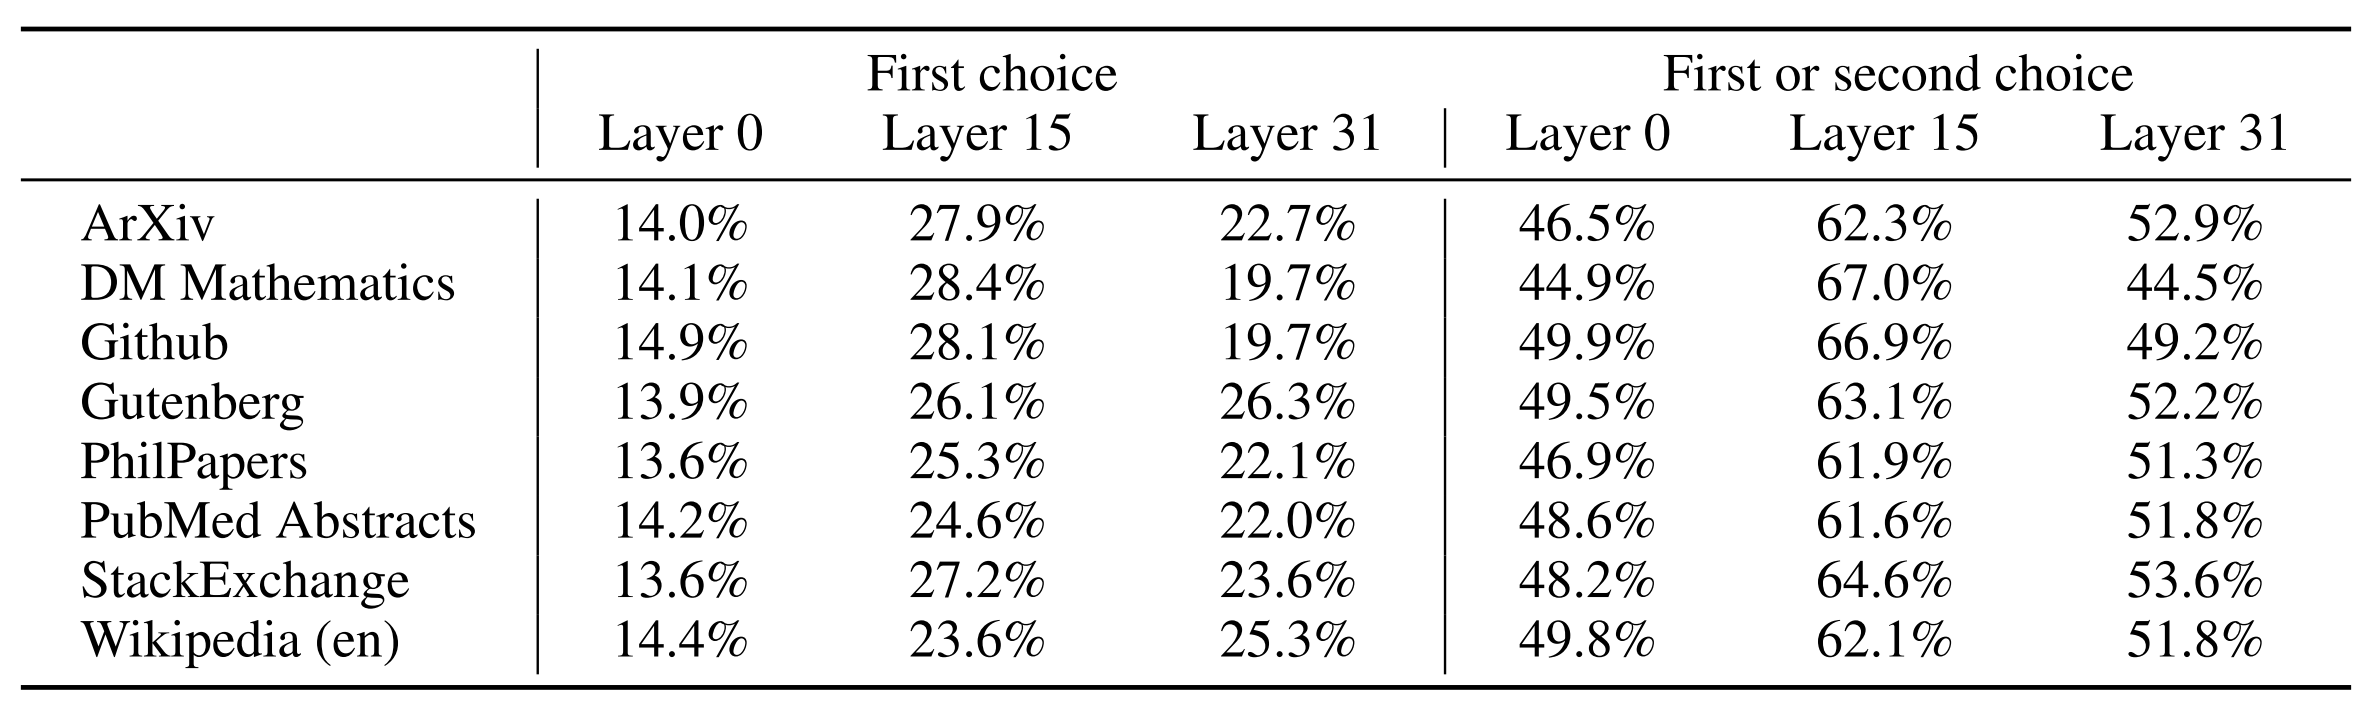 First choice First or second choice
Layer 0 Layer 15 Layer 31 Layer 0 Layer 15 Layer 31
ArXiv 14.0% 27.9% 22.7% 46.5% 62.3% 52.9%
DM Mathematics 14.1% 28.4% 19.7% 44.9% 67.0% 44.5%
Github 14.9% 28.1% 19.7% 49.9% 66.9% 49.2%
Gutenberg 13.9% 26.1% 26.3% 49.5% 63.1% 52.2%
PhilPapers 13.6% 25.3% 22.1% 46.9% 61.9% 51.3%
PubMed Abstracts 14.2% 24.6% 22.0% 48.6% 61.6% 51.8%
StackExchange 13.6% 27.2% 23.6% 48.2% 64.6% 53.6%
Wikipedia (en) 14.4% 23.6% 25.3% 49.8% 62.1% 51.8%